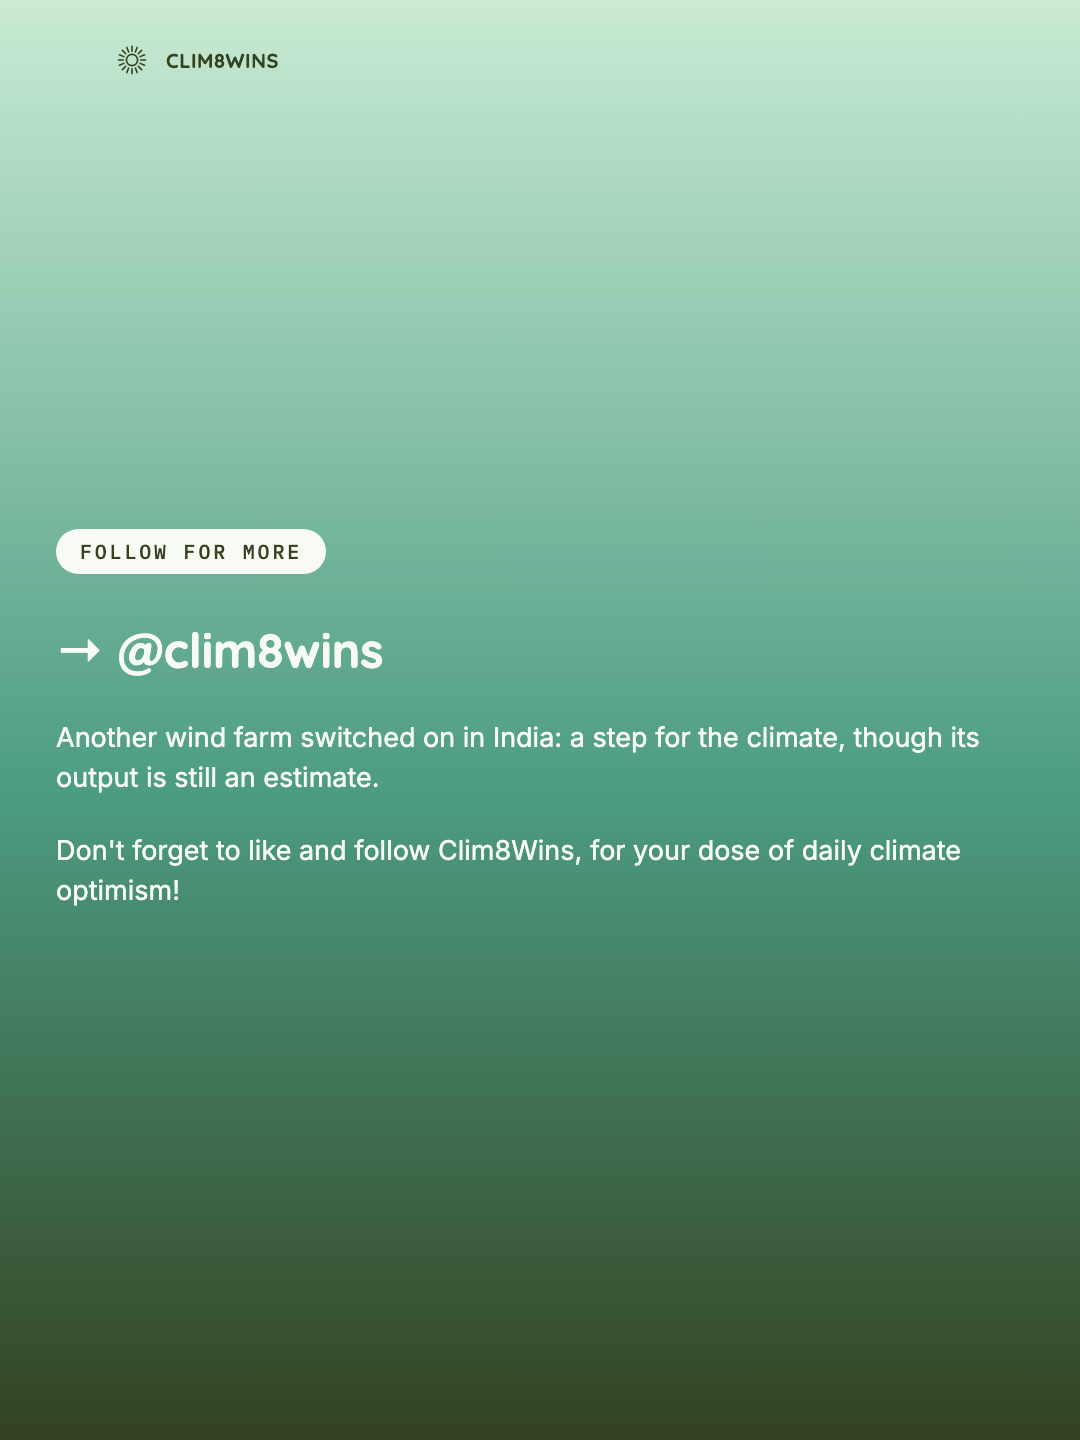 CLIM8WINS
FOLLOW FOR MORE
→ @clim8wins
Another wind farm switched on in India: a step for the climate, though its
output is still an estimate.
Don't forget to like and follow Clim8Wins, for your dose of daily climate
optimism!